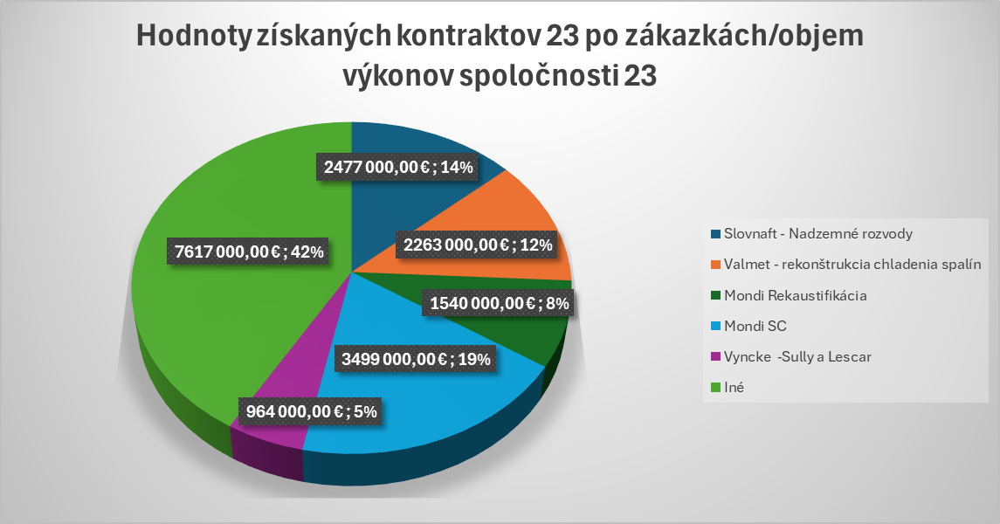 Hodnoty získaných kontraktov 23 po zákazkách/objem
výkonov spoločnosti 23
2477 000,00 € ; 14%
2263 000,00 € ; 12%
7617 000,00 € ; 42%
1540 000,00 € ; 8%
3499 000,00 € ; 19%
964 000,00 € ; 5%
Slovnaft - Nadzemné rozvody
Valmet - rekonštrukcia chladenia spalín
Mondi Rekaustifikácia
Mondi SC
Vyncke -Sully a Lescar
Iné